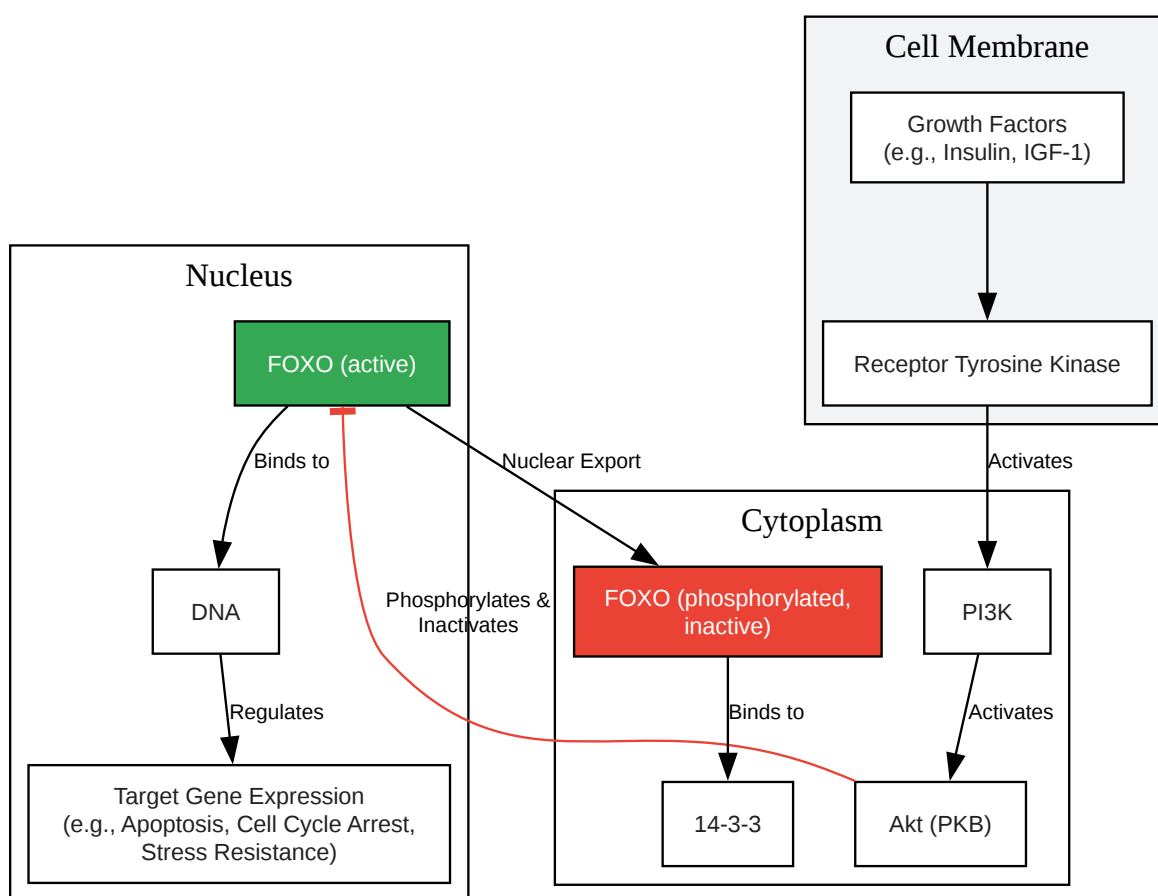 Cell Membrane
Growth Factors
(e.g., Insulin, IGF-1)
Nucleus
FOXO (active)
Receptor Tyrosine Kinase
Binds to
Nuclear Export
Activates
Cytoplasm
DNA
Phosphorylates &
Inactivates
FOXO (phosphorylated,
inactive)
PI3K
Regulates
Binds to
Activates
Target Gene Expression
(e.g., Apoptosis, Cell Cycle Arrest,
Stress Resistance)
14-3-3
Akt (PKB)